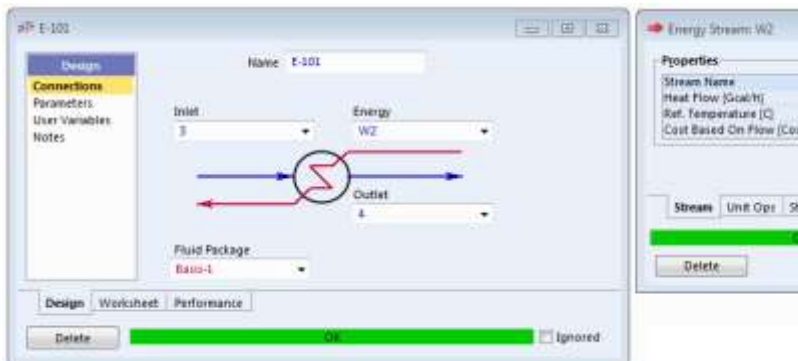 E-101
Design
Connections
Parameters
User Variables
Notes
Name E-101
Inlet
3
Energy
W2
Outlet
4
Fluid Package
Basis-1
Design Worksheet Performance
Delete OK Ignored
Energy Stream: W2
Properties
Stream Name
Heat Flow [Gcal/h]
Ref. Temperature [C]
Cost Based On Flow
Stream Unit Ops
Delete